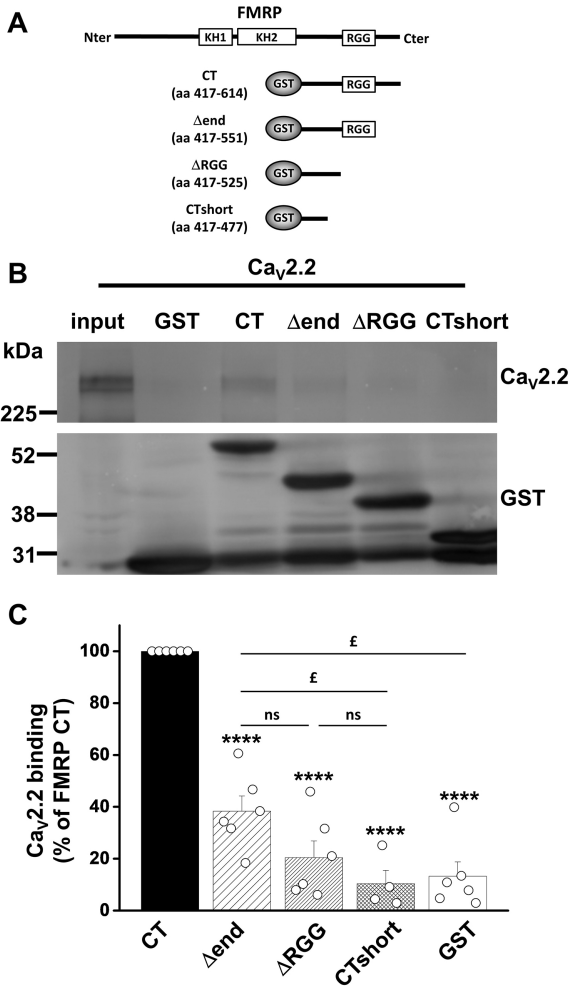 A
FMRP
Nter KH1 KH2 RGG Cter
CT
(aa 417-614)
GST RGG
Δend
(aa 417-551)
GST RGG
ΔRGG
(aa 417-525)
GST
CTshort
(aa 417-477)
GST
B
CaV2.2
input GST CT Δend ΔRGG CTshort
kDa
CaV2.2
225
52
GST
38
31
C
CaV2.2 binding
(% of FMRP CT)
100
80
60
40
20
0
£
£
ns ns
****
****
****
****
CT Δend ΔRGG CTshort GST